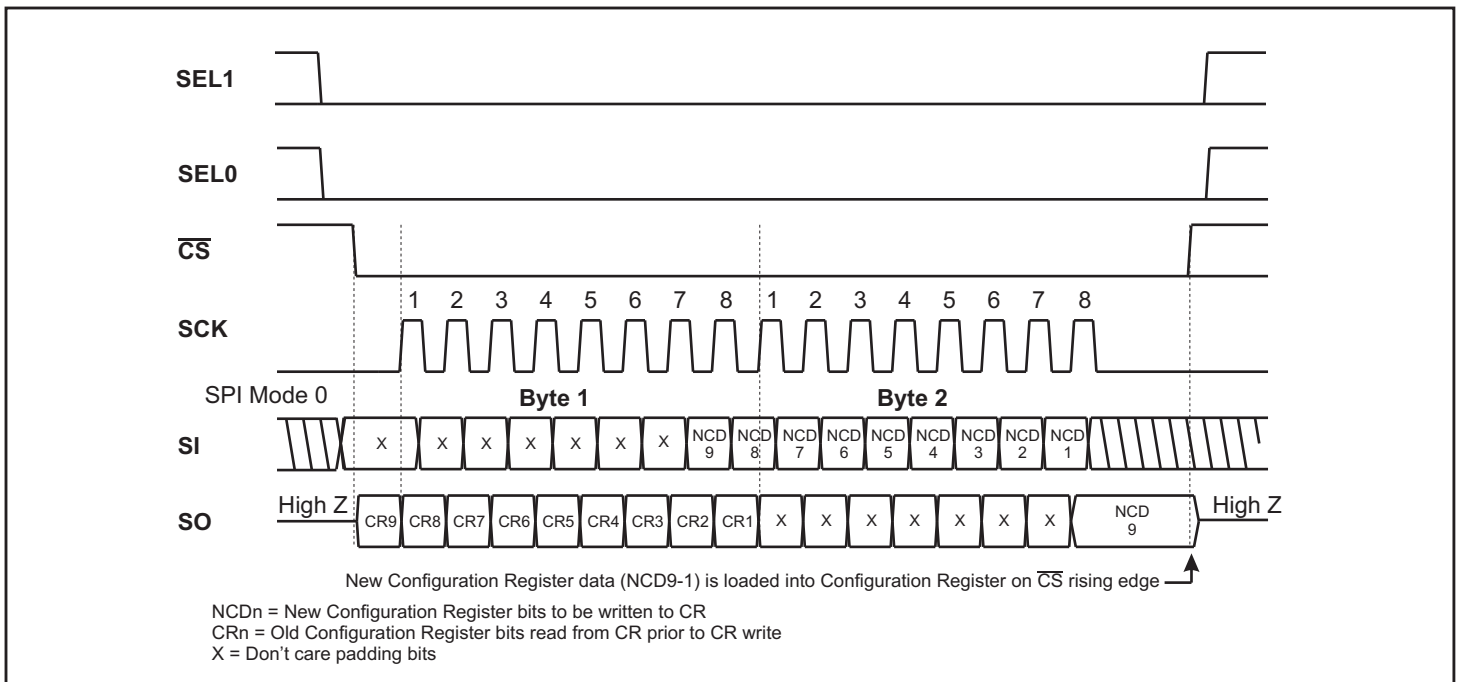 SEL1
SEL0
CS
1 2 3 4 5 6 7 8 1 2 3 4 5 6 7 8
SCK
SPI Mode 0
Byte 1 Byte 2
SI X X X X X X X NCD 9 NCD 8 NCD 7 NCD 6 NCD 5 NCD 4 NCD 3 NCD 2 NCD 1
High Z High Z
SO CR9 CR8 CR7 CR6 CR5 CR4 CR3 CR2 CR1 X X X X X X X NCD 9
New Configuration Register data (NCD9-1) is loaded into Configuration Register on CS rising edge
NCDn = New Configuration Register bits to be written to CR
CRn = Old Configuration Register bits read from CR prior to CR write
X = Don't care padding bits